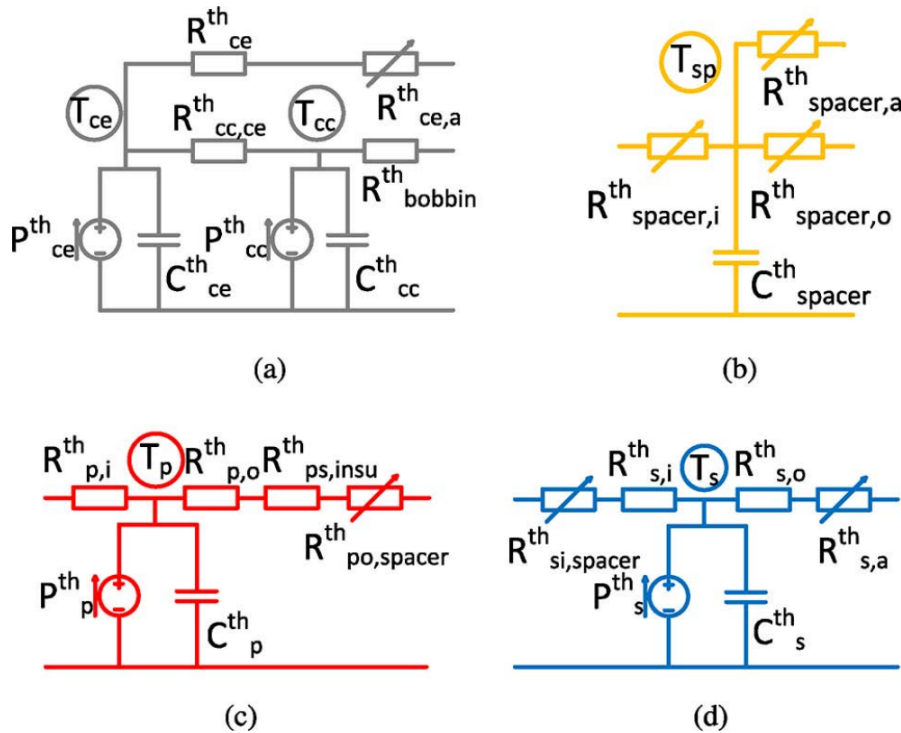 R^th_ce
T_ce
R^th_cc,ce
T_cc
R^th_ce,a
R^th_bobbin
P^th_ce
C^th_ce
P^th_cc
C^th_cc
(a)
T_sp
R^th_spacer,a
R^th_spacer,i
R^th_spacer,o
C^th_spacer
(b)
R^th_p,i
T_p
R^th_p,o
R^th_ps,insu
R^th_po,spacer
P^th_p
C^th_p
(c)
R^th_s,i
T_s
R^th_s,o
R^th_si,spacer
R^th_s,a
P^th_s
C^th_s
(d)